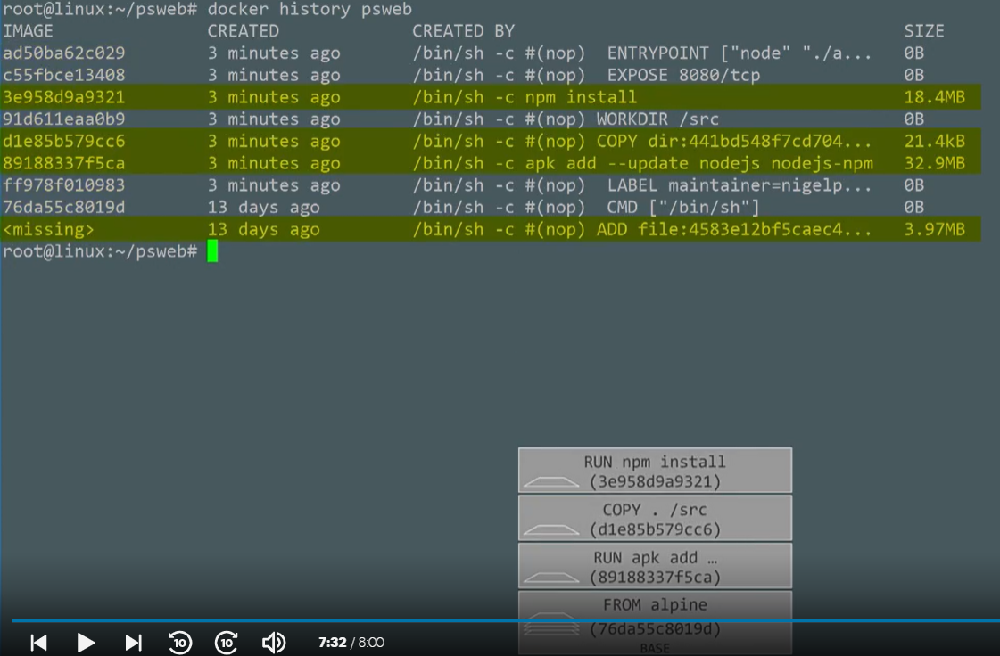 root@linux:~/psweb# docker history psweb
IMAGE CREATED CREATED BY SIZE
ad50ba62c029 3 minutes ago /bin/sh -c #(nop) ENTRYPOINT ["node" "./a... 0B
c55fbce13408 3 minutes ago /bin/sh -c #(nop) EXPOSE 8080/tcp 0B
3e958d9a9321 3 minutes ago /bin/sh -c npm install 18.4MB
91d611eaa0b9 3 minutes ago /bin/sh -c #(nop) WORKDIR /src 0B
d1e85b579cc6 3 minutes ago /bin/sh -c #(nop) COPY dir:441bd548f7cd704... 21.4kB
89188337f5ca 3 minutes ago /bin/sh -c apk add --update nodejs nodejs-npm 32.9MB
ff978f010983 3 minutes ago /bin/sh -c #(nop) LABEL maintainer=nigelp... 0B
76da55c8019d 13 days ago /bin/sh -c #(nop) CMD ["/bin/sh"] 0B
<missing> 13 days ago /bin/sh -c #(nop) ADD file:4583e12bf5caec4... 3.97MB
root@linux:~/psweb#
RUN npm install
(3e958d9a9321)
COPY . /src
(d1e85b579cc6)
RUN apk add …
(89188337f5ca)
FROM alpine
(76da55c8019d)
BASE
10 10 7:32 / 8:00